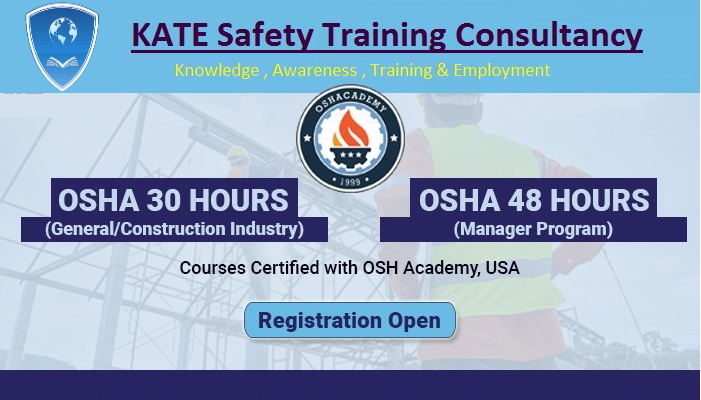 KATE Safety Training Consultancy
Knowledge , Awareness , Training & Employment
OSHACADEMY
1999
OSHA 30 HOURS
(General/Construction Industry)
OSHA 48 HOURS
(Manager Program)
Courses Certified with OSH Academy, USA
Registration Open